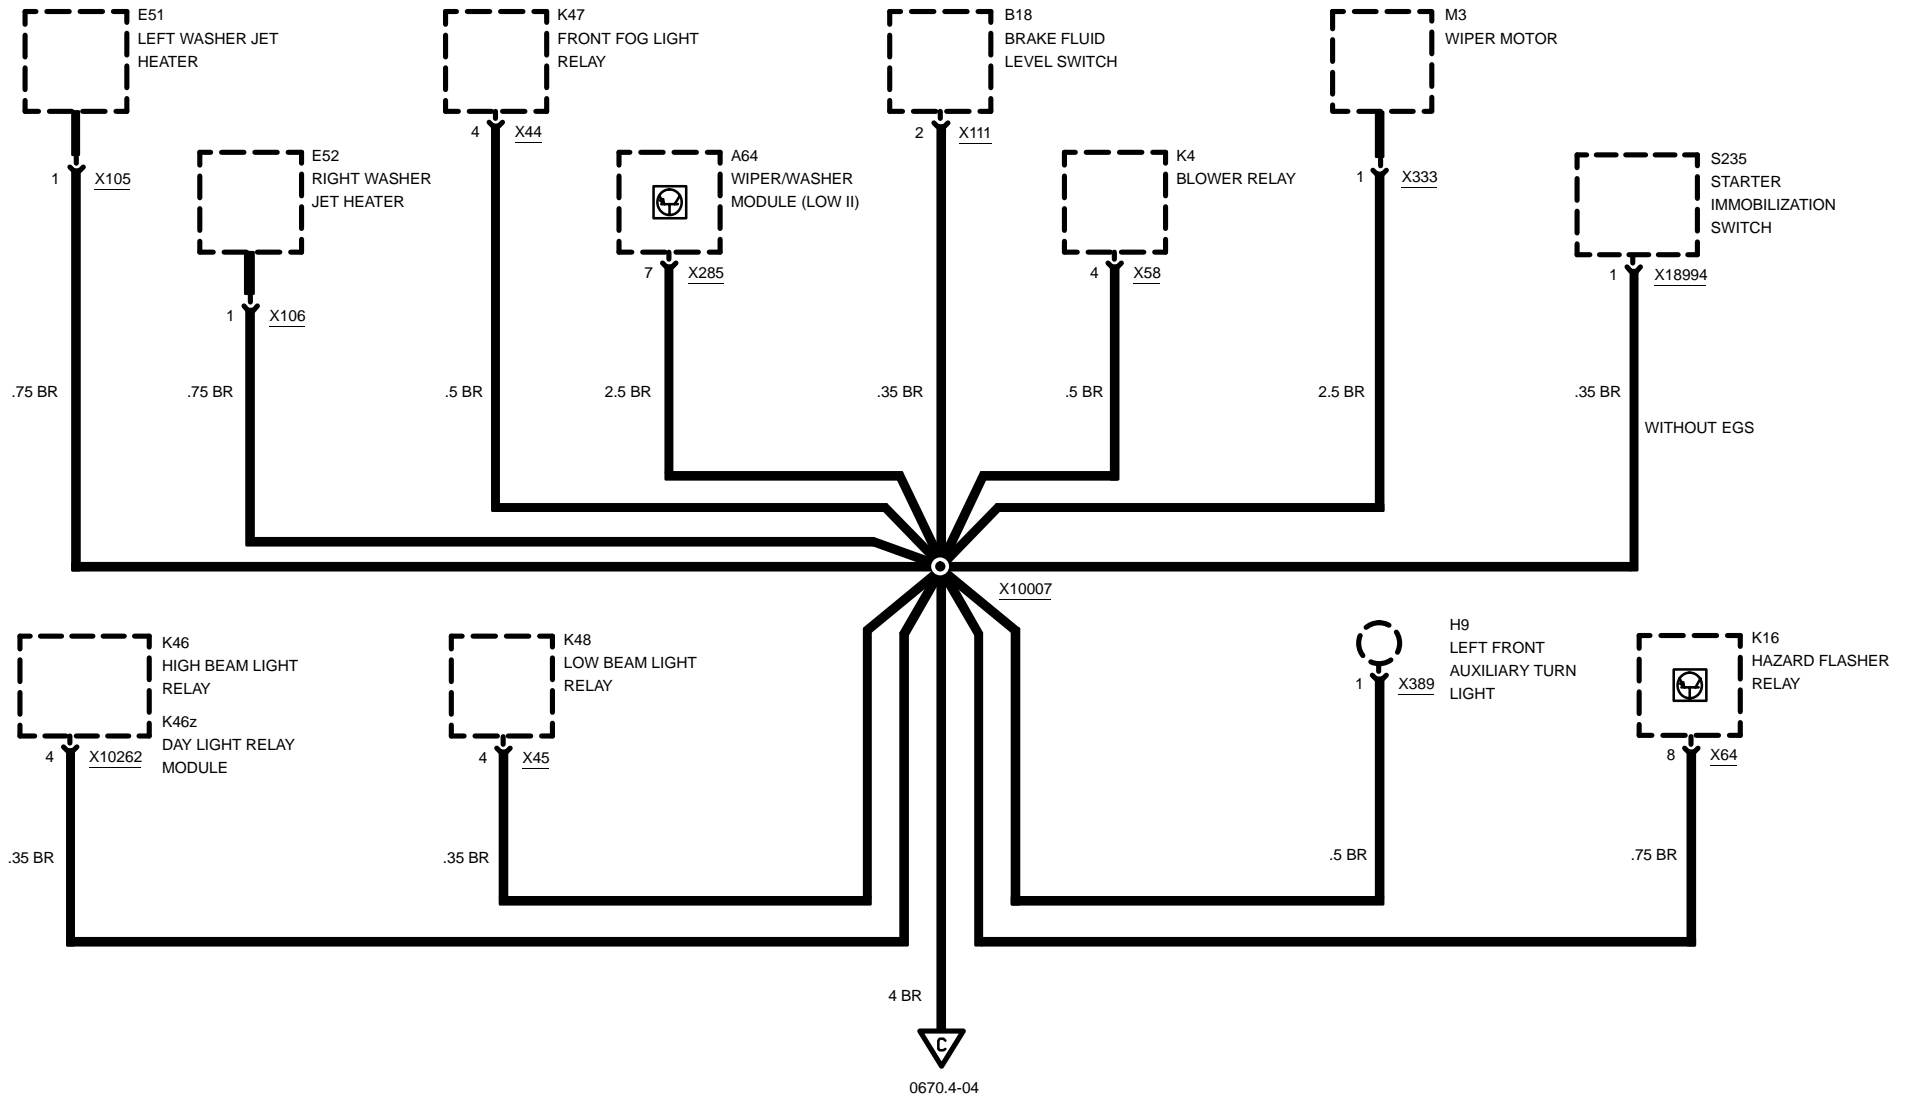 E51
LEFT WASHER JET
HEATER
1 X105
K47
FRONT FOG LIGHT
RELAY
4 X44
B18
BRAKE FLUID
LEVEL SWITCH
2 X111
M3
WIPER MOTOR
1 X333
E52
RIGHT WASHER
JET HEATER
1 X106
A64
WIPER/WASHER
MODULE (LOW II)
7 X285
K4
BLOWER RELAY
4 X58
S235
STARTER
IMMOBILIZATION
SWITCH
1 X18994
.75 BR
.75 BR
.5 BR
2.5 BR
.35 BR
.5 BR
2.5 BR
.35 BR
WITHOUT EGS
X10007
K46
HIGH BEAM LIGHT
RELAY
K46z
DAY LIGHT RELAY
MODULE
4 X10262
K48
LOW BEAM LIGHT
RELAY
4 X45
H9
LEFT FRONT
AUXILIARY TURN
LIGHT
1 X389
K16
HAZARD FLASHER
RELAY
8 X64
.35 BR
.35 BR
.5 BR
.75 BR
4 BR
C
0670.4-04